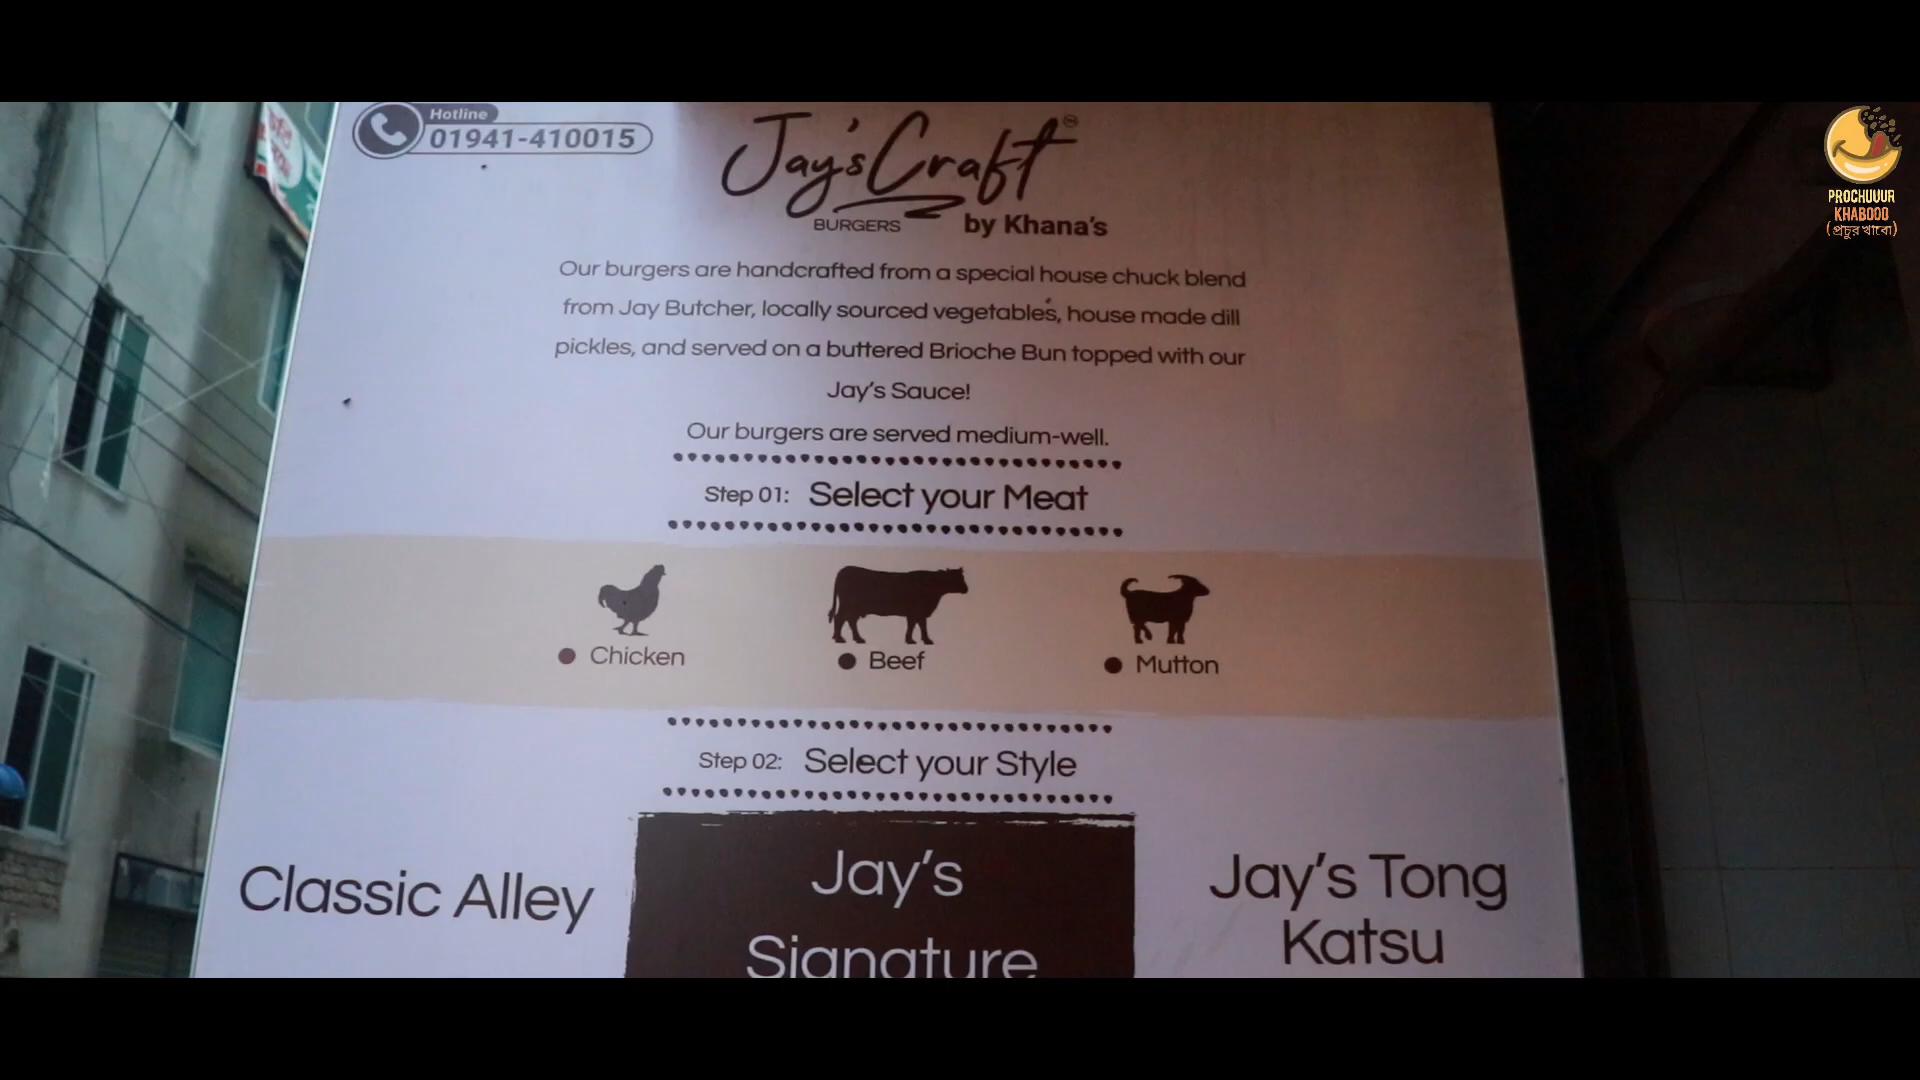 Hotline
01941-410015
Jay's Craft
BURGERS by Khana's
Our burgers are handcrafted from a special house chuck blend
from Jay Butcher, locally sourced vegetables, house made dill
pickles, and served on a buttered Brioche Bun topped with our
Jay's Sauce!
Our burgers are served medium-well.
Step 01: Select your Meat
Chicken
Beef
Mutton
Step 02: Select your Style
Classic Alley
Jay's
Signature
Jay's Tong
Katsu
PROCHUUUR
KHABOOO
(প্রচুর খাবো)